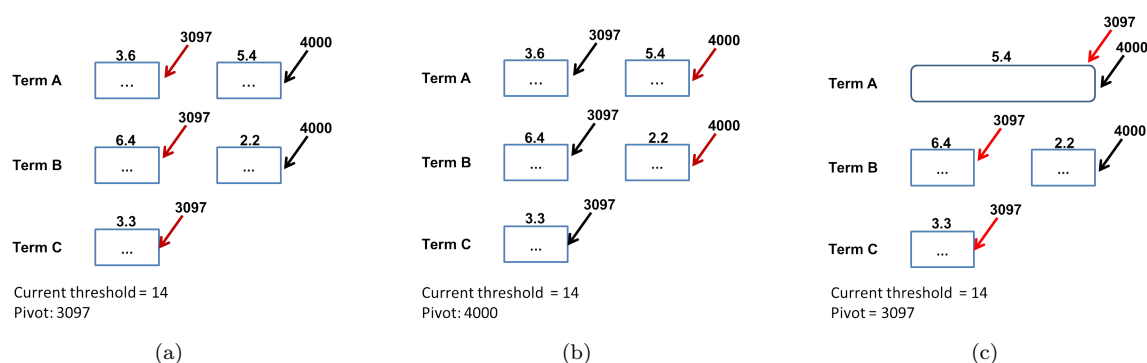 3097
4000
3.6
5.4
Term A
...
...
3097
4000
6.4
2.2
Term B
...
...
3097
3.3
Term C
...
Current threshold = 14
Pivot: 3097
(a)
3097
4000
3.6
5.4
Term A
...
...
3097
4000
6.4
2.2
Term B
...
...
3097
3.3
Term C
...
Current threshold = 14
Pivot: 4000
(b)
3097
4000
5.4
Term A
3097
4000
6.4
2.2
Term B
...
...
3097
3.3
Term C
...
Current threshold = 14
Pivot = 3097
(c)